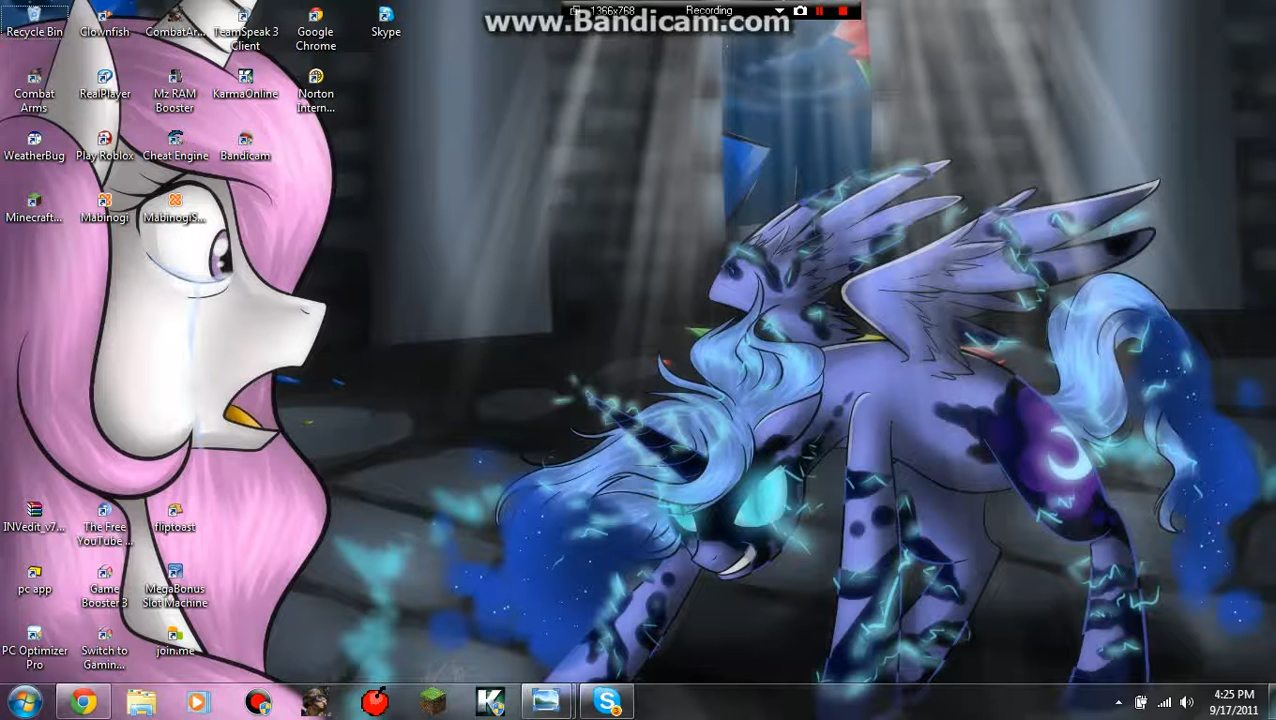 1366x768 Recording
www.Bandicam.com
Recycle Bin
Clownfish
CombatAr...
TeamSpeak 3
Client
Google
Chrome
Skype
Combat
Arms
RealPlayer
Mz RAM
Booster
KarmaOnline
Norton
Intern...
WeatherBug
Play Roblox
Cheat Engine
Bandicam
Minecraft...
Mabinogi
MabinogiS...
INVedit_v7...
The Free
YouTube ...
fliptoast
pc app
Game
Booster 3
MegaBonus
Slot Machine
PC Optimizer
Pro
Switch to
Gamin...
join.me
4:25 PM
9/17/2011